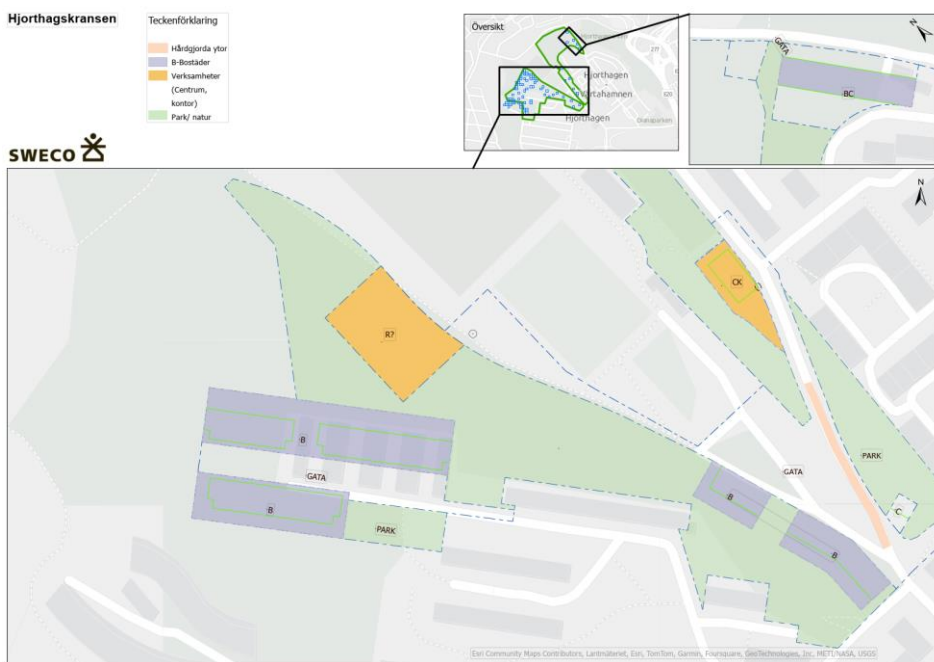 Hjorthagskransen
Teckenförklaring
Hårdgjorda ytor
B-Bostäder
Verksamheter
(Centrum,
kontor)
Park/ natur
SWECO
Översikt
Hjorthagen
Värtahamnen
Hjorthagen
N
GATA
BC
N
CK
R?
B
GATA
B
PARK
GATA
PARK
C
B
B
Esri Community Maps Contributors, Lantmäteriet, Esri, TomTom, Garmin, Foursquare, GeoTechnologies, Inc, METI/NASA, USGS